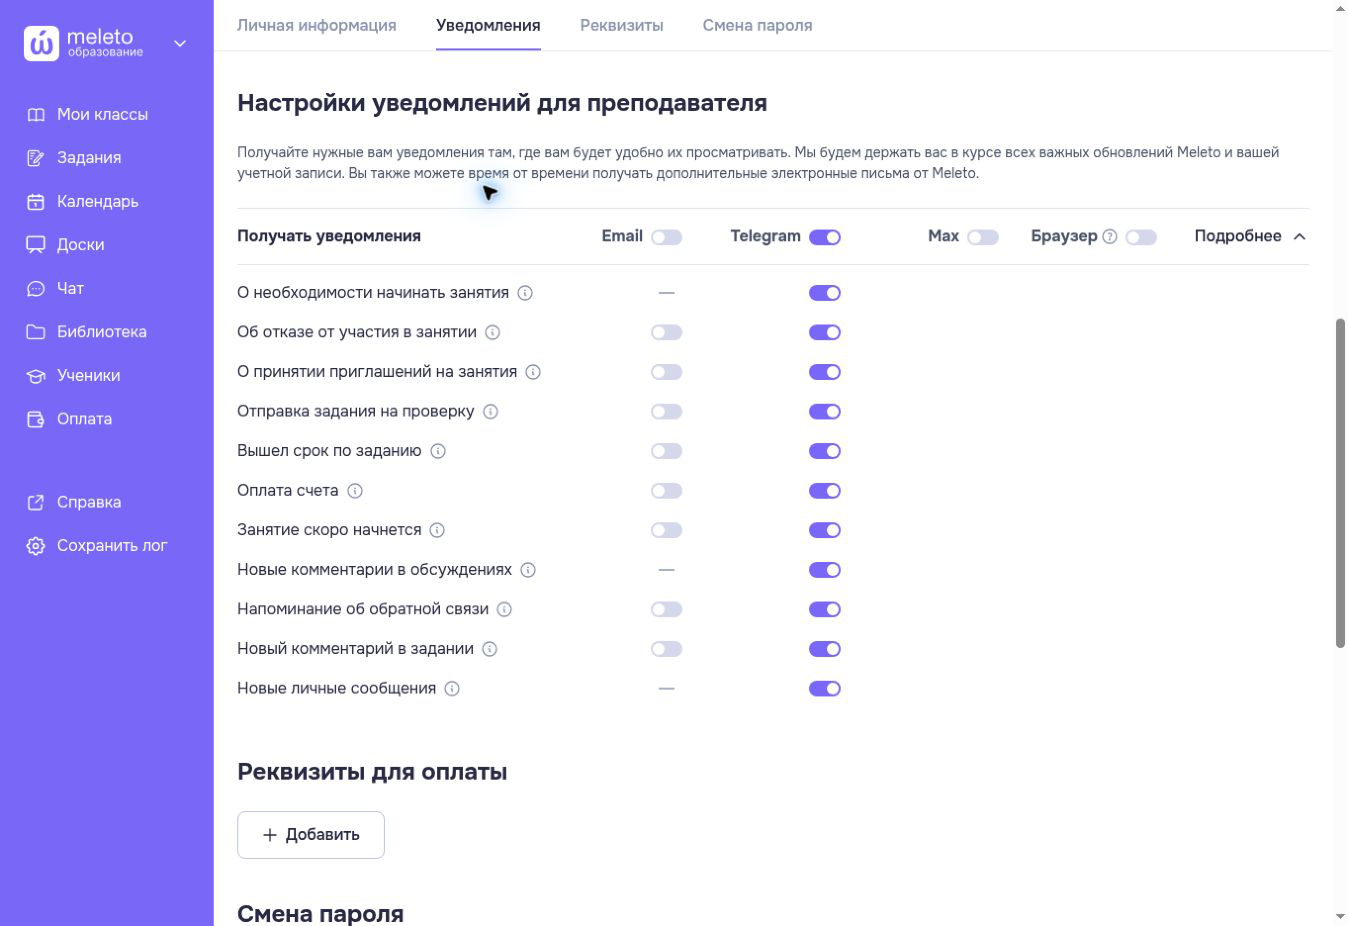 meleto
образование
Мои классы
Задания
Календарь
Доски
Чат
Библиотека
Ученики
Оплата
Справка
Сохранить лог
Личная информация Уведомления Реквизиты Смена пароля
Настройки уведомлений для преподавателя
Получайте нужные вам уведомления там, где вам будет удобно их просматривать. Мы будем держать вас в курсе всех важных обновлений Meleto и вашей
учетной записи. Вы также можете время от времени получать дополнительные электронные письма от Meleto.
Получать уведомления Email Telegram Max Браузер ? Подробнее
О необходимости начинать занятия —
Об отказе от участия в занятии
О принятии приглашений на занятия
Отправка задания на проверку
Вышел срок по заданию
Оплата счета
Занятие скоро начнется
Новые комментарии в обсуждениях —
Напоминание об обратной связи
Новый комментарий в задании
Новые личные сообщения —
Реквизиты для оплаты
+ Добавить
Смена пароля